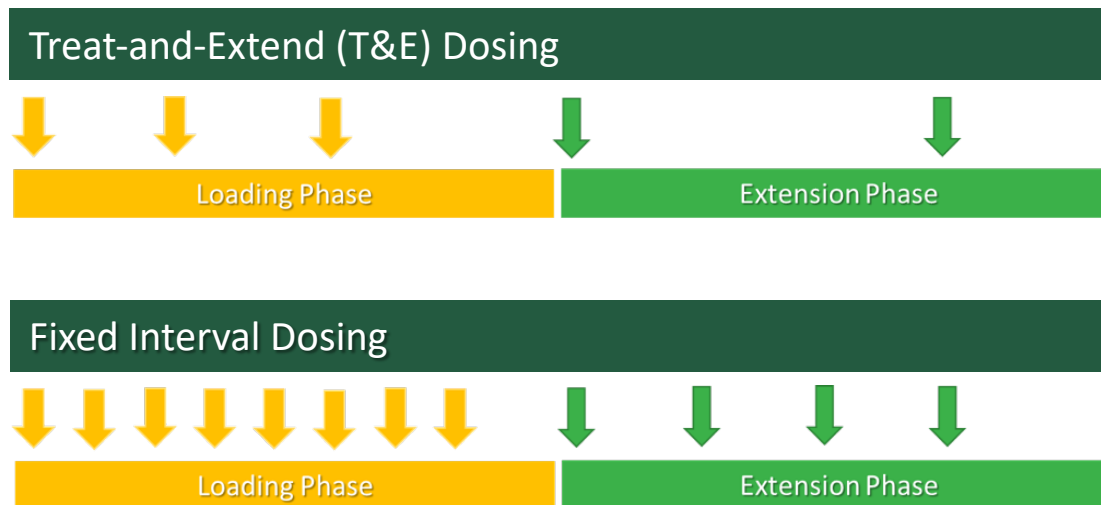 Treat-and-Extend (T&E) Dosing
Loading Phase
Extension Phase
Fixed Interval Dosing
Loading Phase
Extension Phase